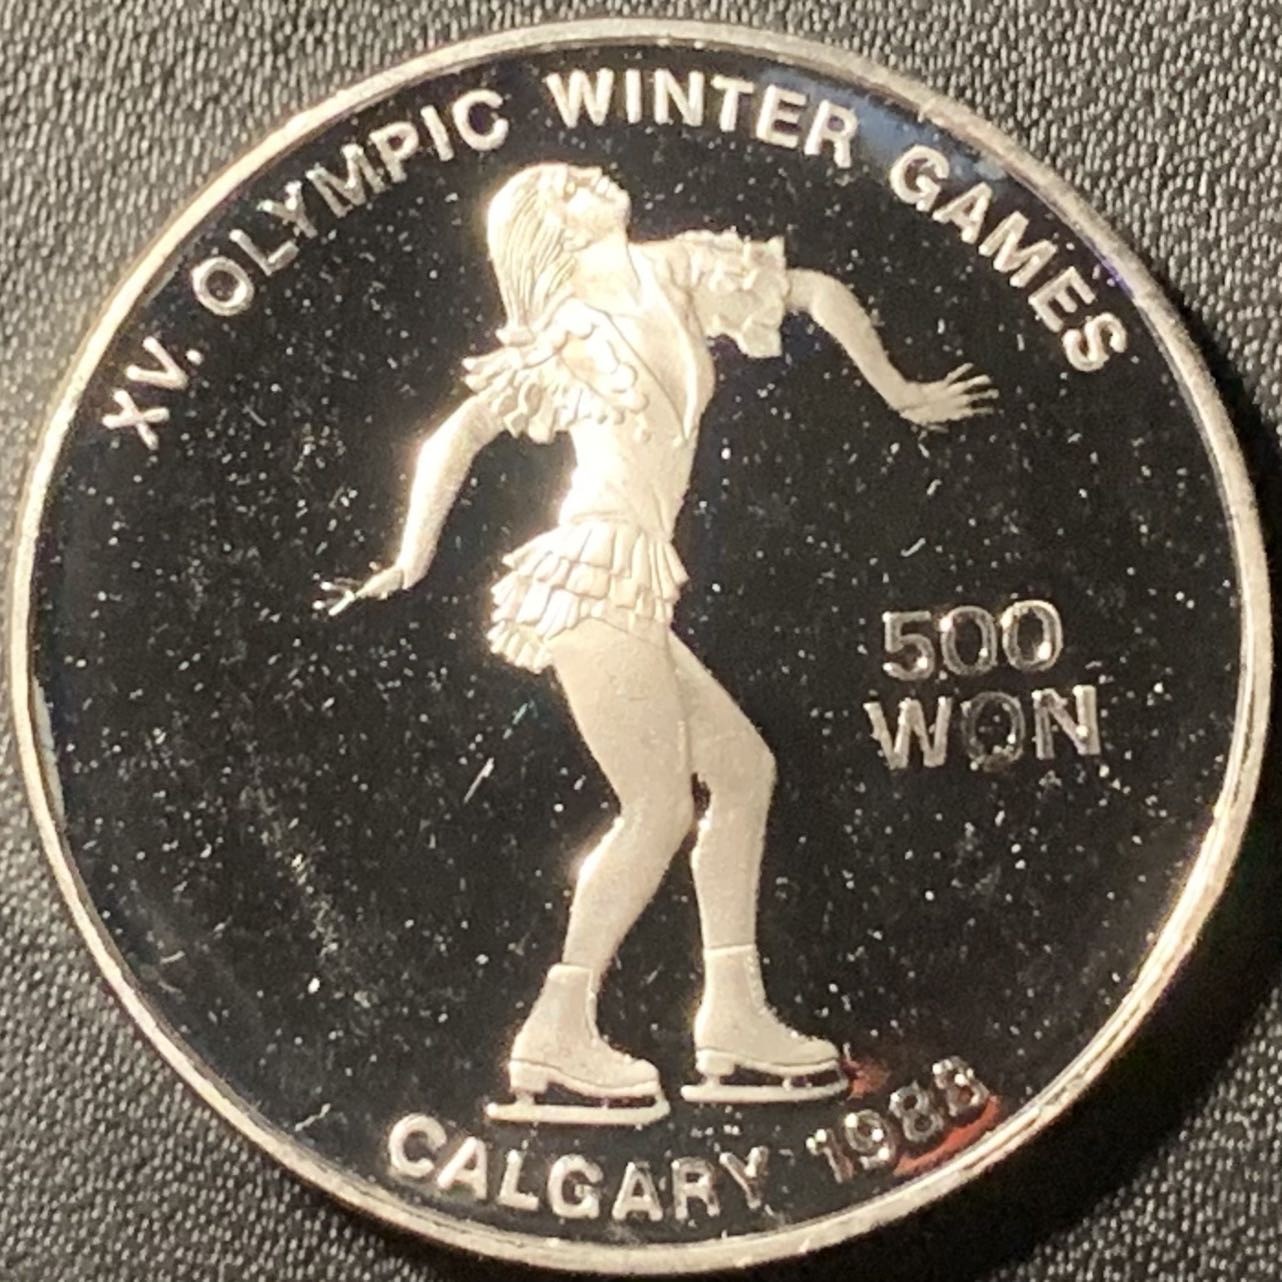 XV. OLYMPIC WINTER GAMES
500
WON
CALGARY 1988